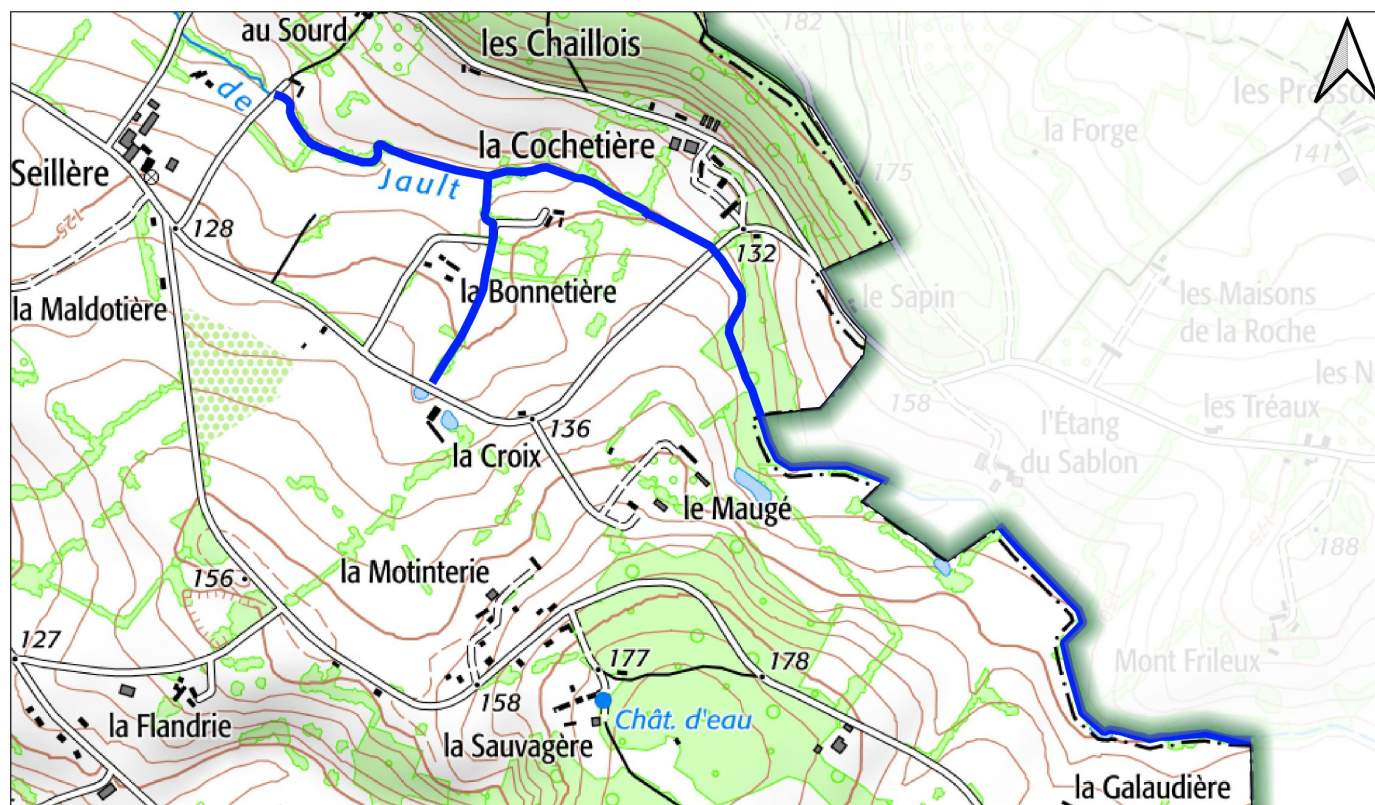 au Sourd
les Chaillois
182
de
les Presso
la Forge
141
Seillère
la Cochetière
175
Jault
125
128
132
la Maldotière
la Bonnetière
le Sapin
les Maisons
de la Roche
158
les N
les Tréaux
l'Étang
du Sablon
136
la Croix
le Maugé
188
156
la Motinterie
127
Mont Frileux
177
178
158
la Flandrie
la Sauvagère
Chât. d'eau
la Galaudière